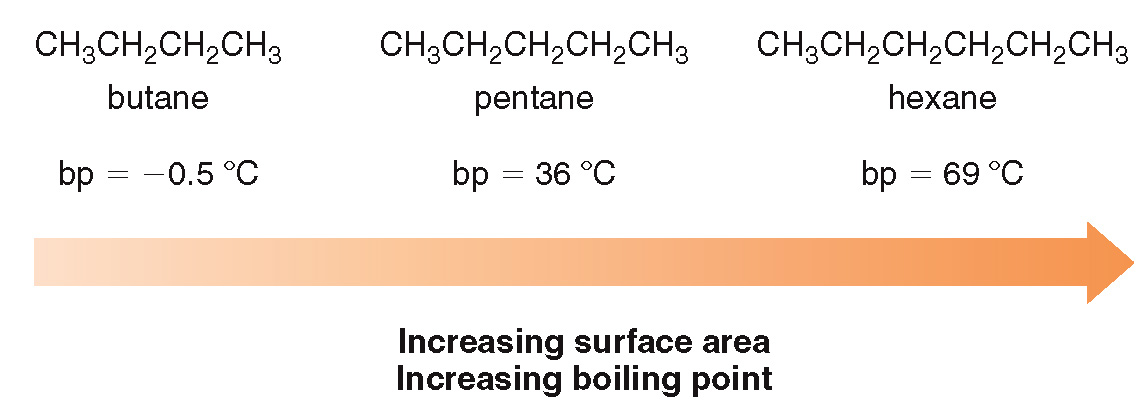 CH₃CH₂CH₂CH₃ CH₃CH₂CH₂CH₂CH₃ CH₃CH₂CH₂CH₂CH₂CH₃
butane pentane hexane
bp = −0.5 °C bp = 36 °C bp = 69 °C
Increasing surface area
Increasing boiling point